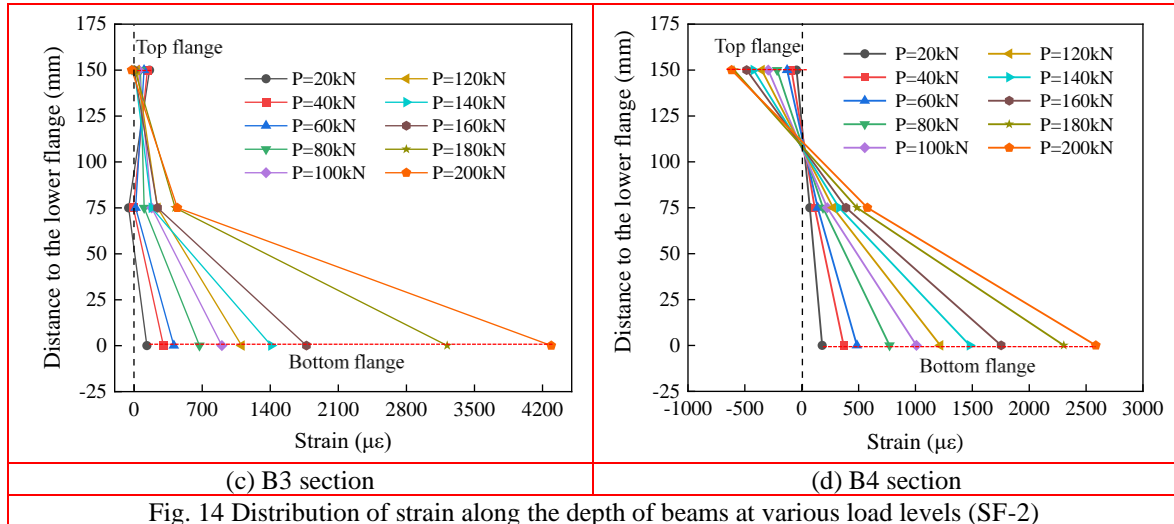 175
150
125
100
75
50
25
0
-25
Distance to the lower flange (mm)
Top flange
P=20kN
P=40kN
P=60kN
P=80kN
P=100kN
P=120kN
P=140kN
P=160kN
P=180kN
P=200kN
Bottom flange
0 700 1400 2100 2800 3500 4200
Strain (με)
175
150
125
100
75
50
25
0
-25
Distance to the lower flange (mm)
Top flange
P=20kN
P=40kN
P=60kN
P=80kN
P=100kN
P=120kN
P=140kN
P=160kN
P=180kN
P=200kN
Bottom flange
-1000 -500 0 500 1000 1500 2000 2500 3000
Strain (με)
(c) B3 section
(d) B4 section
Fig. 14 Distribution of strain along the depth of beams at various load levels (SF-2)